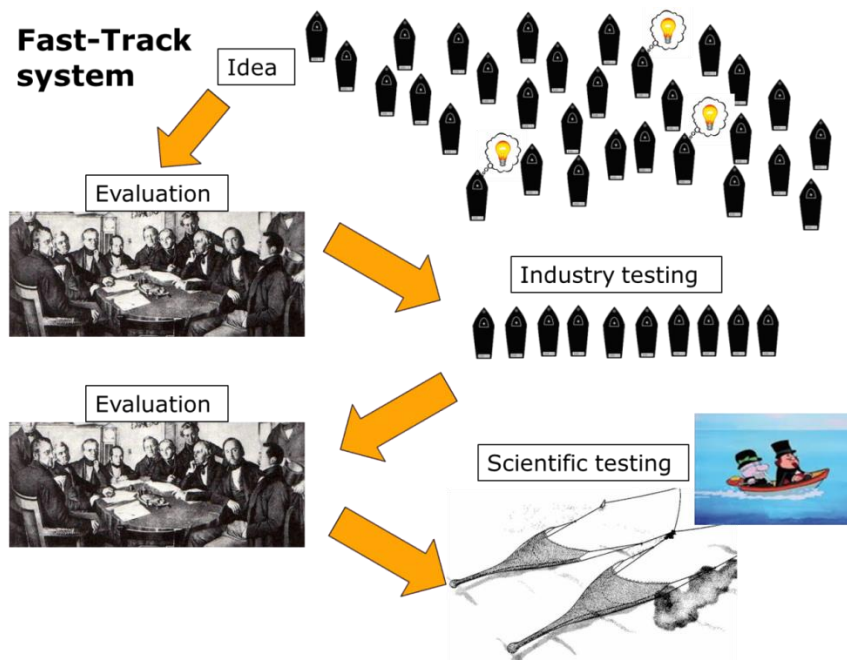 Fast-Track
system
Idea
Evaluation
Industry testing
Evaluation
Scientific testing